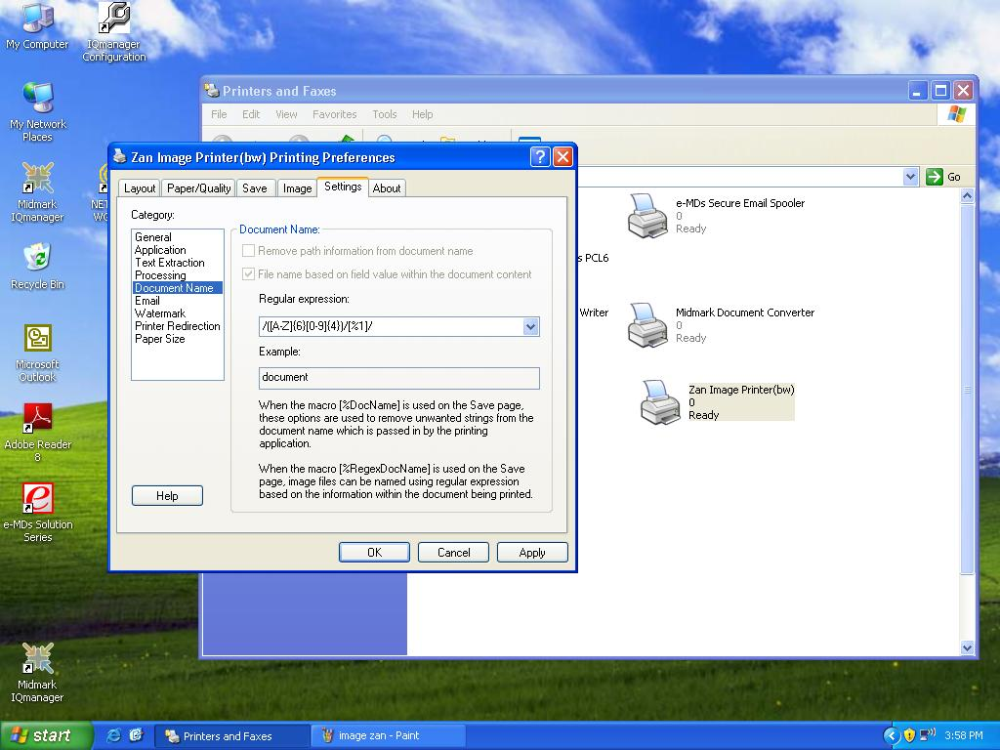 My Computer
IQmanager
Configuration
My Network
Places
Midmark
IQmanager
Recycle Bin
Microsoft
Outlook
Adobe Reader
8
e-MDs Solution
Series
Midmark
IQmanager
Printers and Faxes
File Edit View Favorites Tools Help
Go
e-MDs Secure Email Spooler
0
Ready
s PCL6
Writer
Midmark Document Converter
0
Ready
Zan Image Printer(bw)
0
Ready
Zan Image Printer(bw) Printing Preferences
Layout Paper/Quality Save Image Settings About
Category:
General
Application
Text Extraction
Processing
Document Name
Email
Watermark
Printer Redirection
Paper Size
Help
Document Name:
Remove path information from document name
File name based on field value within the document content
Regular expression:
/([A-Z]{6}[0-9]{4})/[%1]/
Example:
document
When the macro [%DocName] is used on the Save page,
these options are used to remove unwanted strings from the
document name which is passed in by the printing
application.
When the macro [%RegexDocName] is used on the Save
page, image files can be named using regular expression
based on the information within the document being printed.
OK Cancel Apply
start
Printers and Faxes
image zan - Paint
3:58 PM